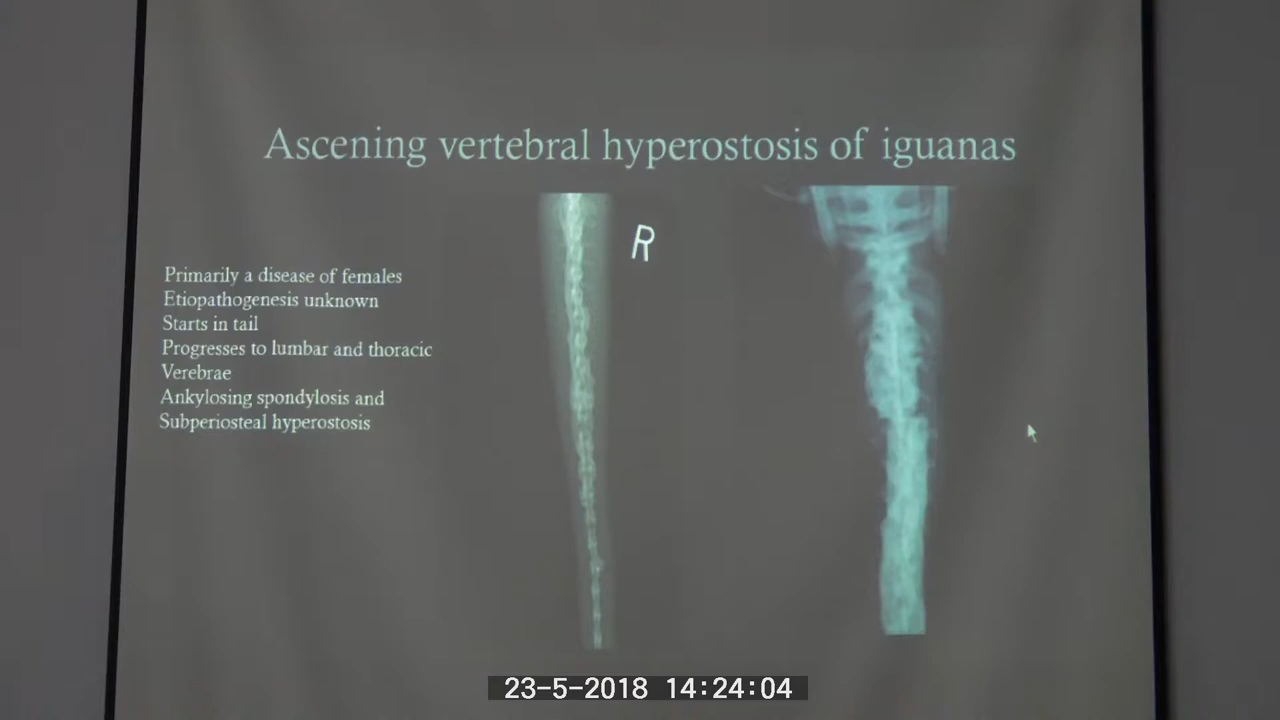 Ascening vertebral hyperostosis of iguanas
R
Primarily a disease of females
Etiopathogenesis unknown
Starts in tail
Progresses to lumbar and thoracic
Verebrae
Ankylosing spondylosis and
Subperiosteal hyperostosis
23-5-2018 14:24:04